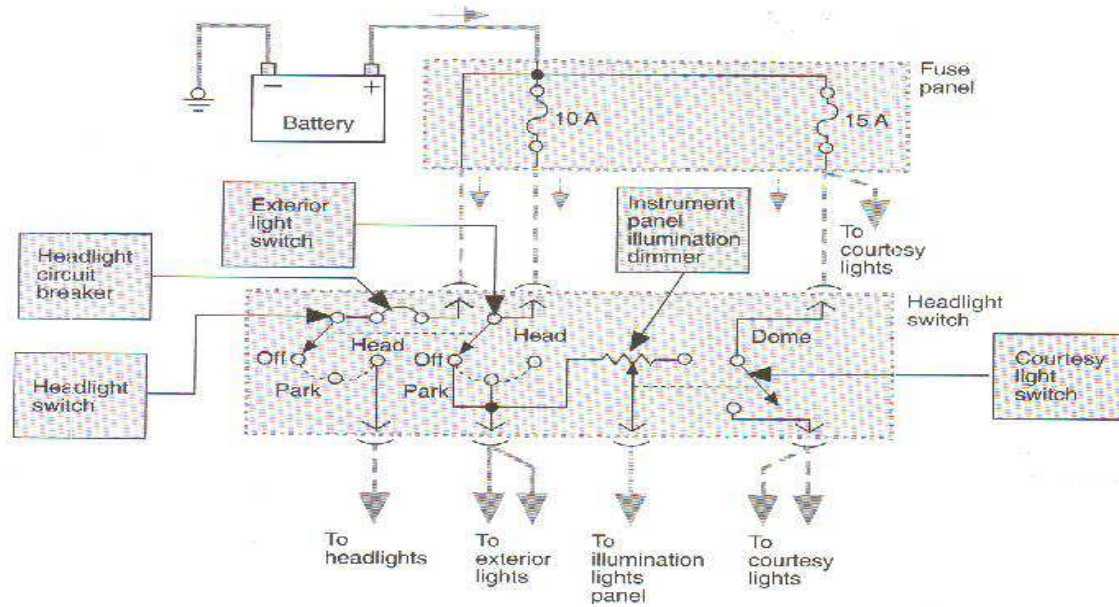 Fuse
panel
10 A
15 A
−
+
Battery
Exterior
light
switch
Instrument
panel
illumination
dimmer
To
courtesy
lights
Headlight
circuit
breaker
Headlight
switch
Head
Dome
Off
Head
Off
Park
Park
Headlight
switch
Courtesy
light
switch
To
headlights
To
exterior
lights
To
illumination
lights
panel
To
courtesy
lights